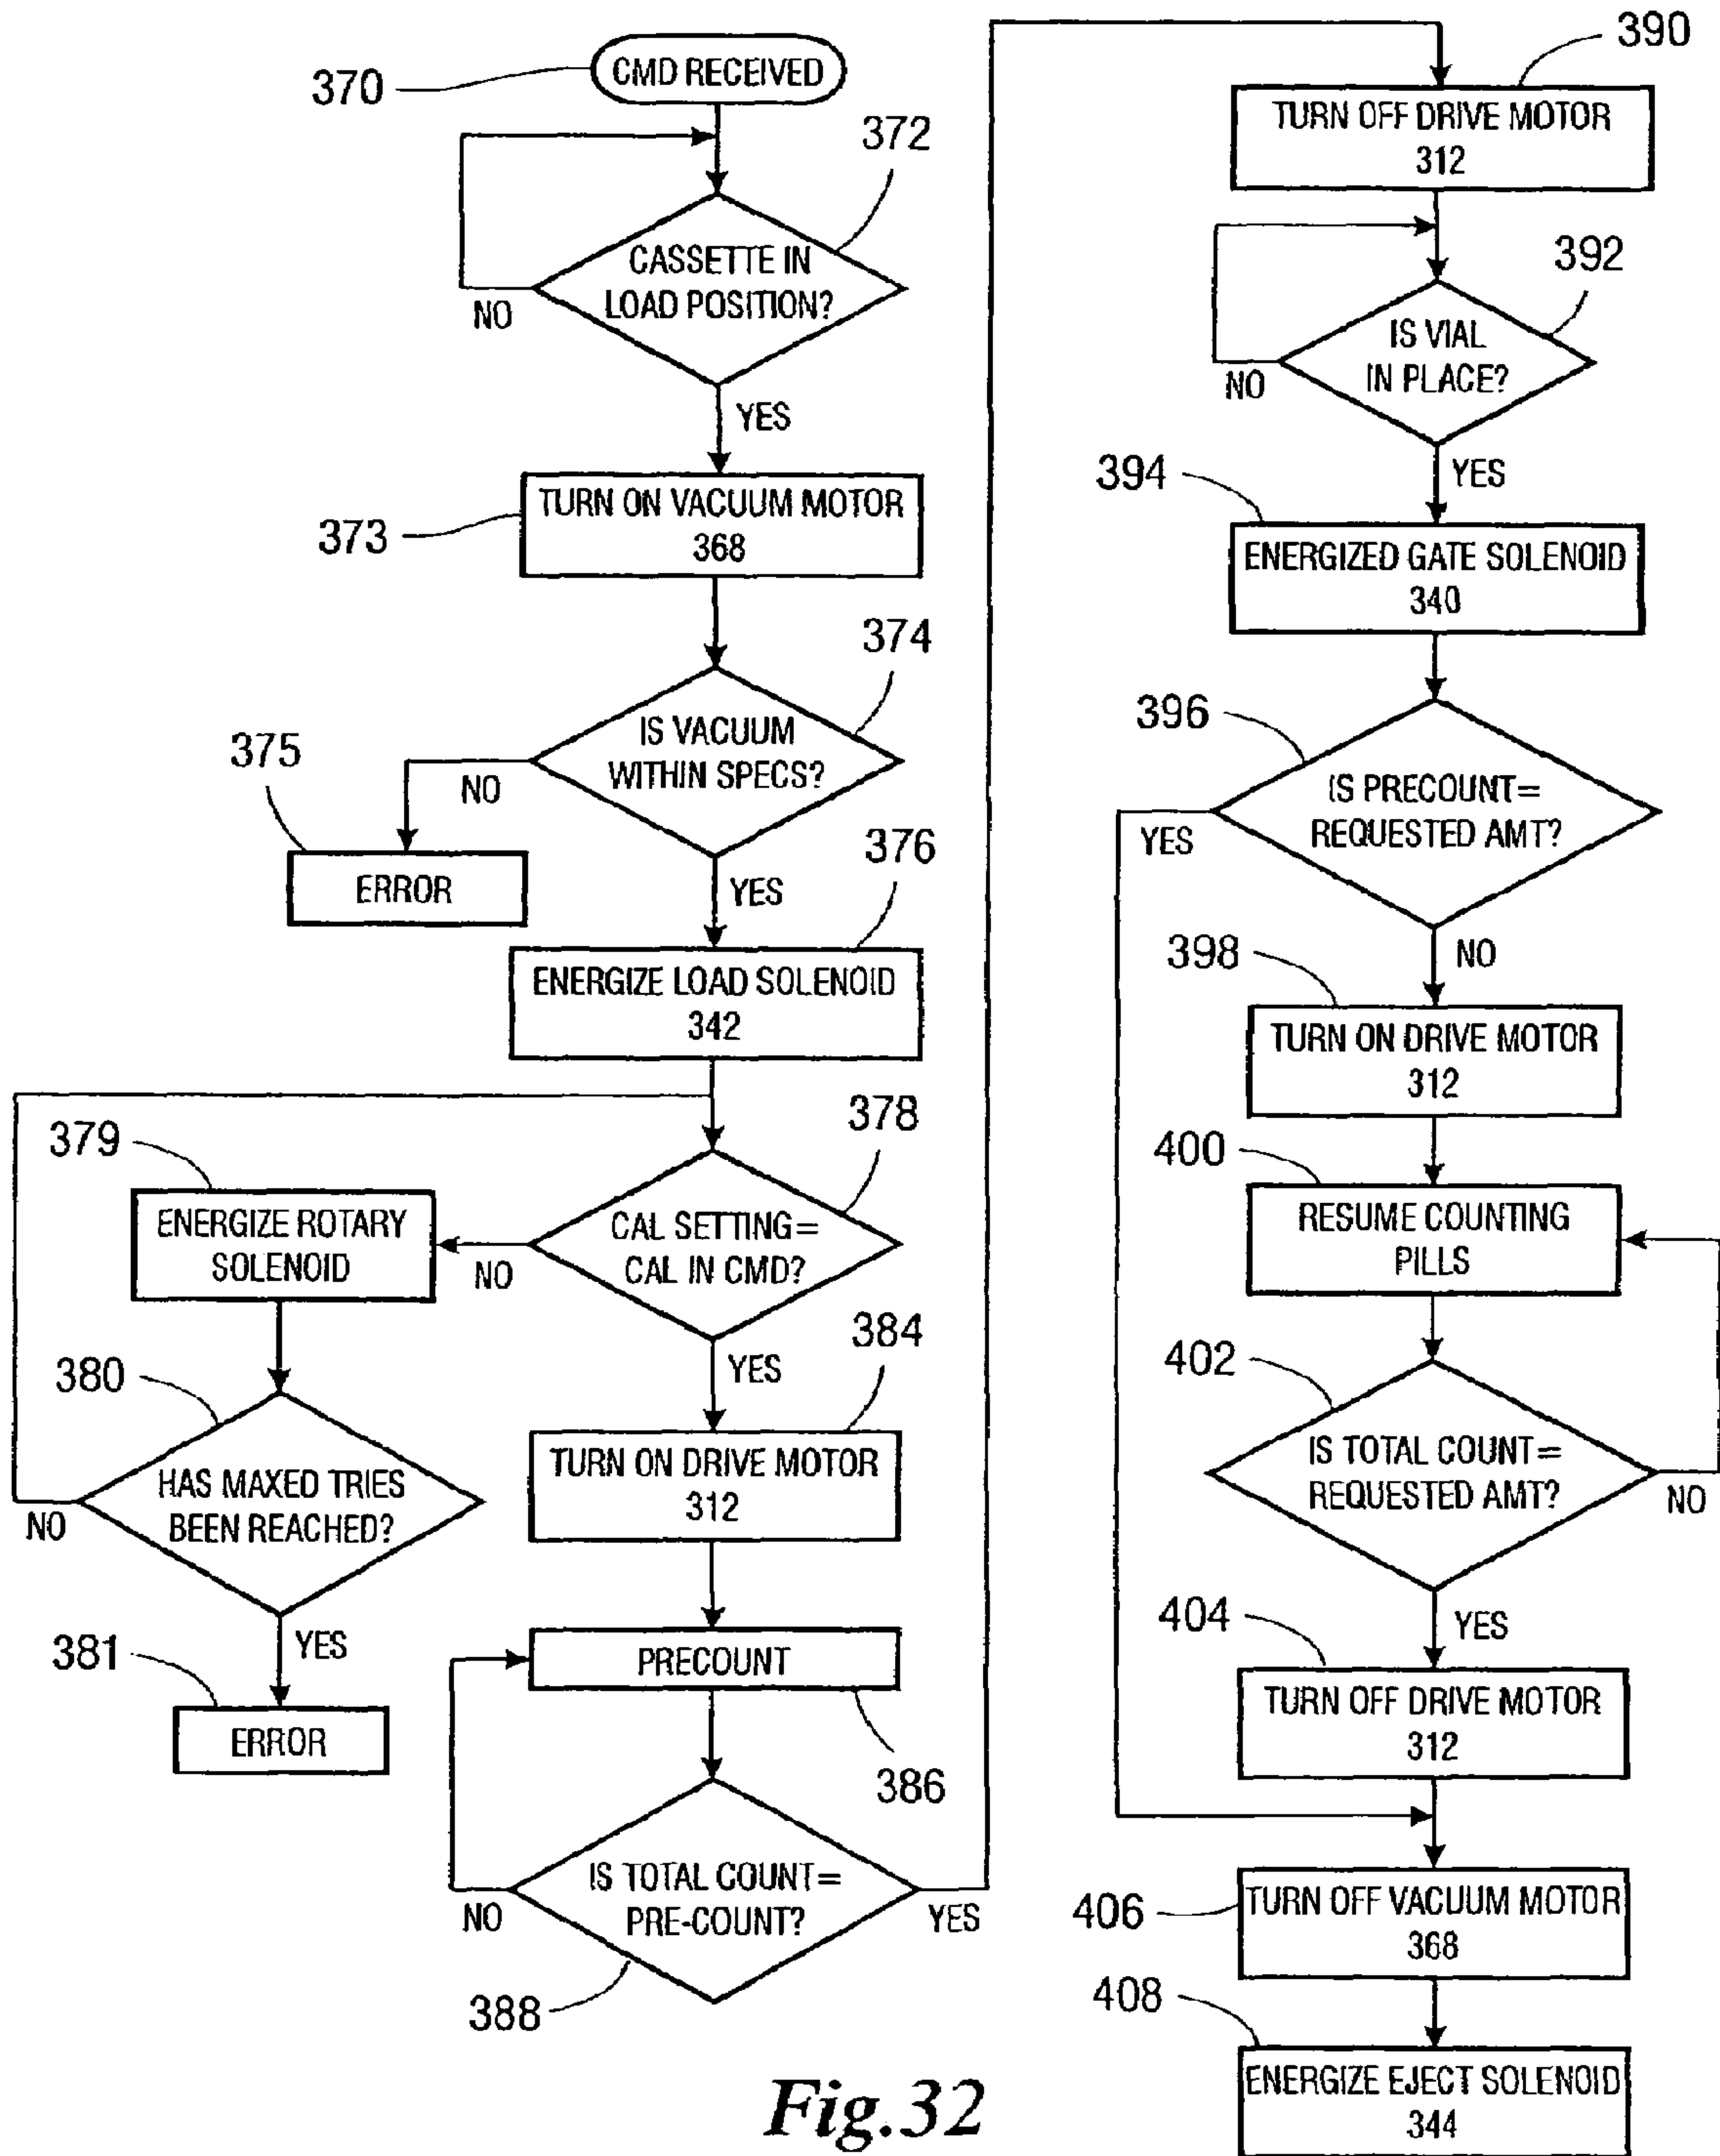 370
CMD RECEIVED
372
CASSETTE IN
LOAD POSITION?
NO
YES
373
TURN ON VACUUM MOTOR
368
374
IS VACUUM
WITHIN SPECS?
NO
375
ERROR
YES
376
ENERGIZE LOAD SOLENOID
342
378
CAL SETTING=
CAL IN CMD?
NO
379
ENERGIZE ROTARY
SOLENOID
380
HAS MAXED TRIES
BEEN REACHED?
NO
YES
381
ERROR
YES
384
TURN ON DRIVE MOTOR
312
PRECOUNT
386
IS TOTAL COUNT=
PRE-COUNT?
NO
YES
388
390
TURN OFF DRIVE MOTOR
312
392
IS VIAL
IN PLACE?
NO
YES
394
ENERGIZED GATE SOLENOID
340
396
IS PRECOUNT=
REQUESTED AMT?
YES
NO
398
TURN ON DRIVE MOTOR
312
400
RESUME COUNTING
PILLS
402
IS TOTAL COUNT=
REQUESTED AMT?
NO
YES
404
TURN OFF DRIVE MOTOR
312
406
TURN OFF VACUUM MOTOR
368
408
ENERGIZE EJECT SOLENOID
344
Fig.32